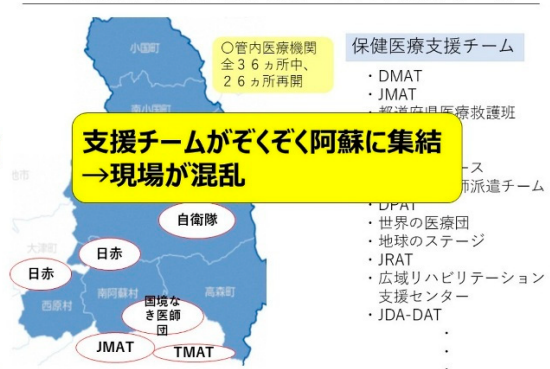 小国町
○管内医療機関
全３６ヵ所中、
２６ヵ所再開
保健医療支援チーム
・DMAT
・JMAT
・都道府県医療救護班
南小国町
支援チームがぞくぞく阿蘇に集結
→現場が混乱
ース
師派遣チーム
・DPAT
・世界の医療団
・地球のステージ
・JRAT
・広域リハビリテーション
支援センター
・JDA-DAT
・
・
・
自衛隊
大津町
日赤
日赤
西原村
南阿蘇村
高森町
国境な
き医師
団
JMAT
TMAT